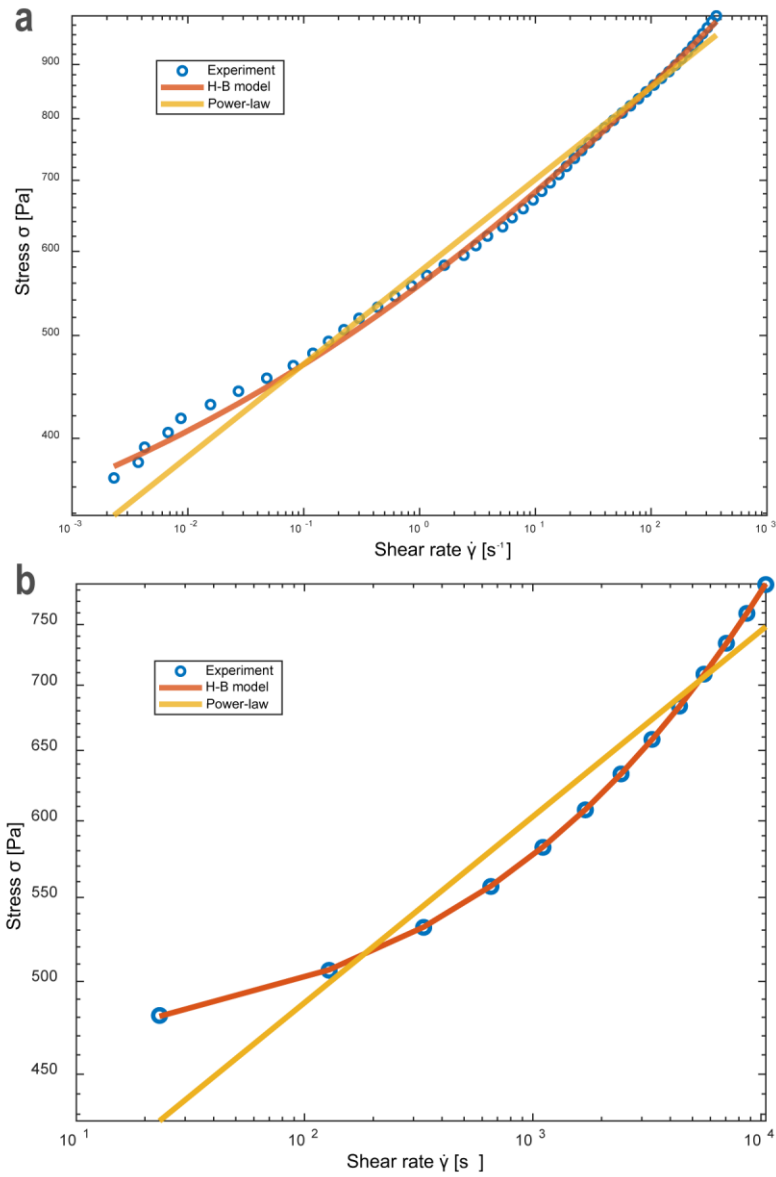 a
Experiment
H-B model
Power-law
900
800
700
600
500
400
Stress σ [Pa]
10⁻³ 10⁻² 10⁻¹ 10⁰ 10¹ 10² 10³
Shear rate γ̇ [s⁻¹]
b
Experiment
H-B model
Power-law
750
700
650
600
550
500
450
Stress σ [Pa]
10¹ 10² 10³ 10⁴
Shear rate γ̇ [s ]